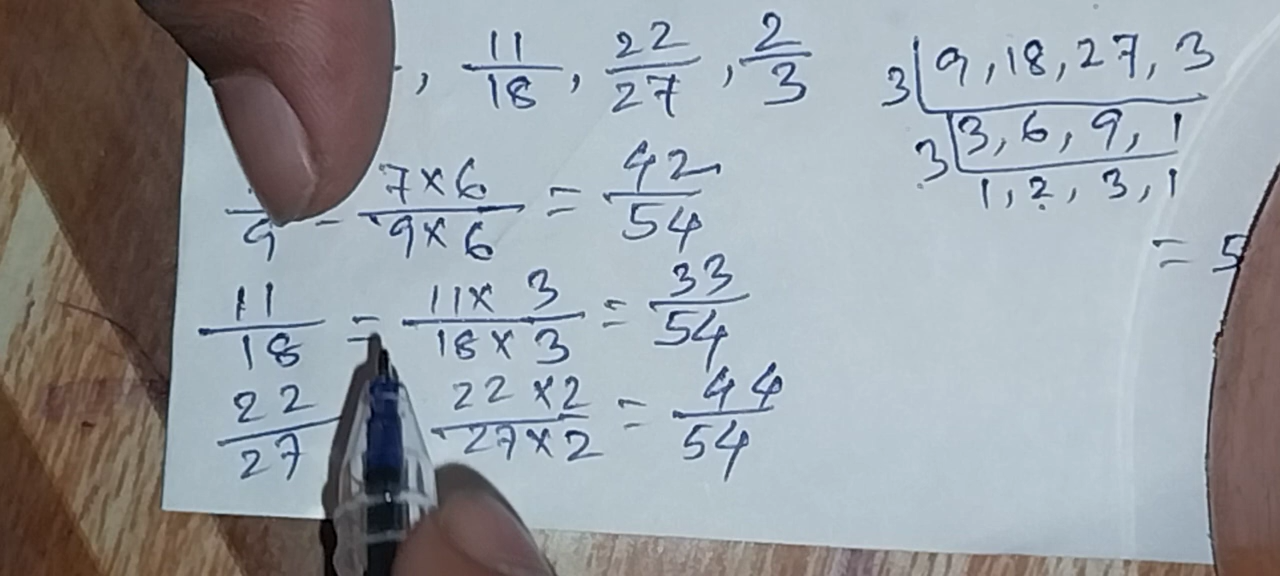 , 11/18, 22/27, 2/3
3 | 9, 18, 27, 3
3 | 3, 6, 9, 1
1, 2, 3, 1
= 5
/9 = 7×6/9×6 = 42/54
11/18 = 11×3/18×3 = 33/54
22/27 22×2/27×2 = 44/54